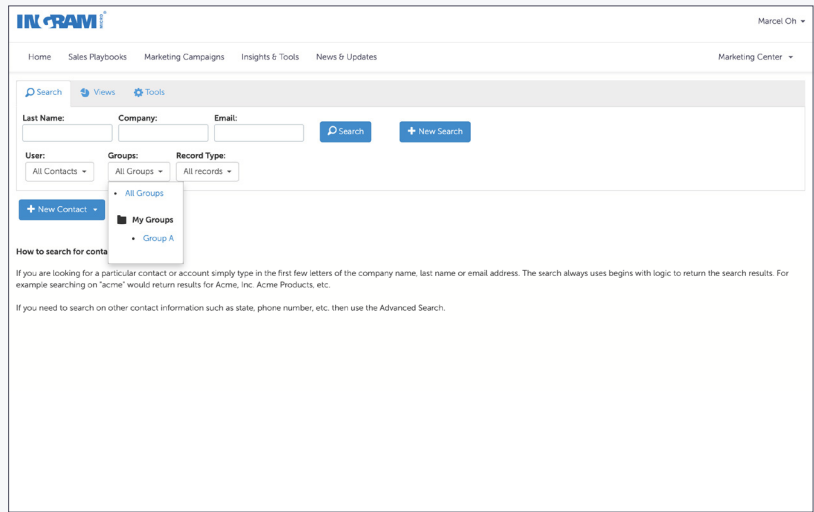 INGRAM MICRO
Marcel Oh
Home Sales Playbooks Marketing Campaigns Insights & Tools News & Updates Marketing Center
Search Views Tools
Last Name: Company: Email:
Search New Search
User: Groups: Record Type:
All Contacts All Groups All records
All Groups
New Contact
My Groups
Group A
How to search for conta
If you are looking for a particular contact or account simply type in the first few letters of the company name, last name or email address. The search always uses begins with logic to return the search results. For
example searching on "acme" would return results for Acme, Inc. Acme Products, etc.
If you need to search on other contact information such as state, phone number, etc. then use the Advanced Search.